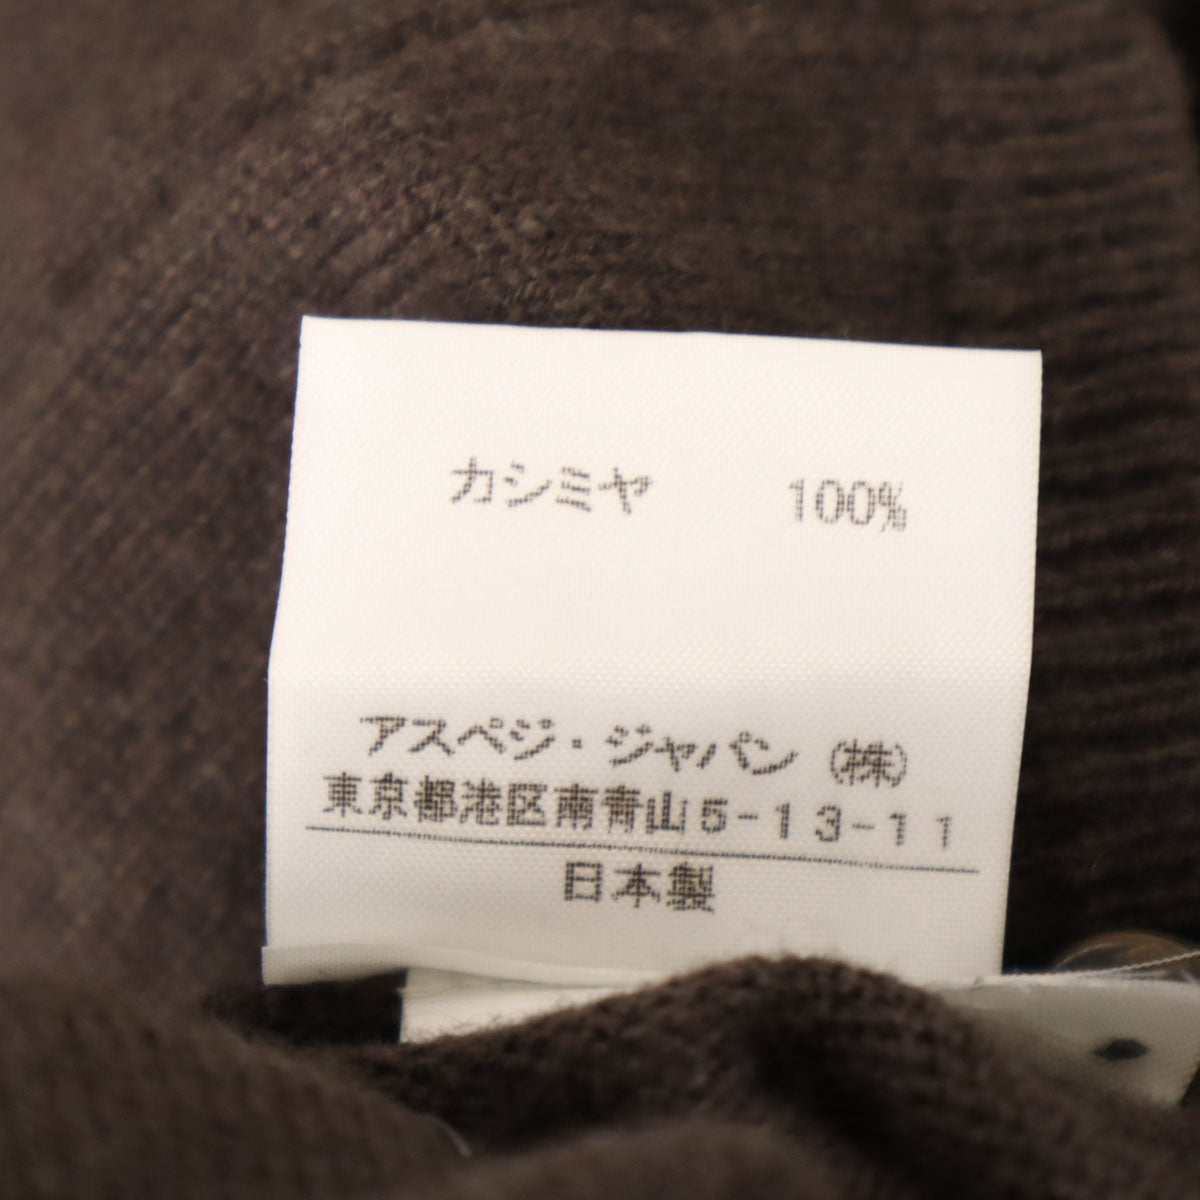 カシミヤ 100%
アスペジ・ジャパン(株)
東京都港区南青山5-13-11
日本製